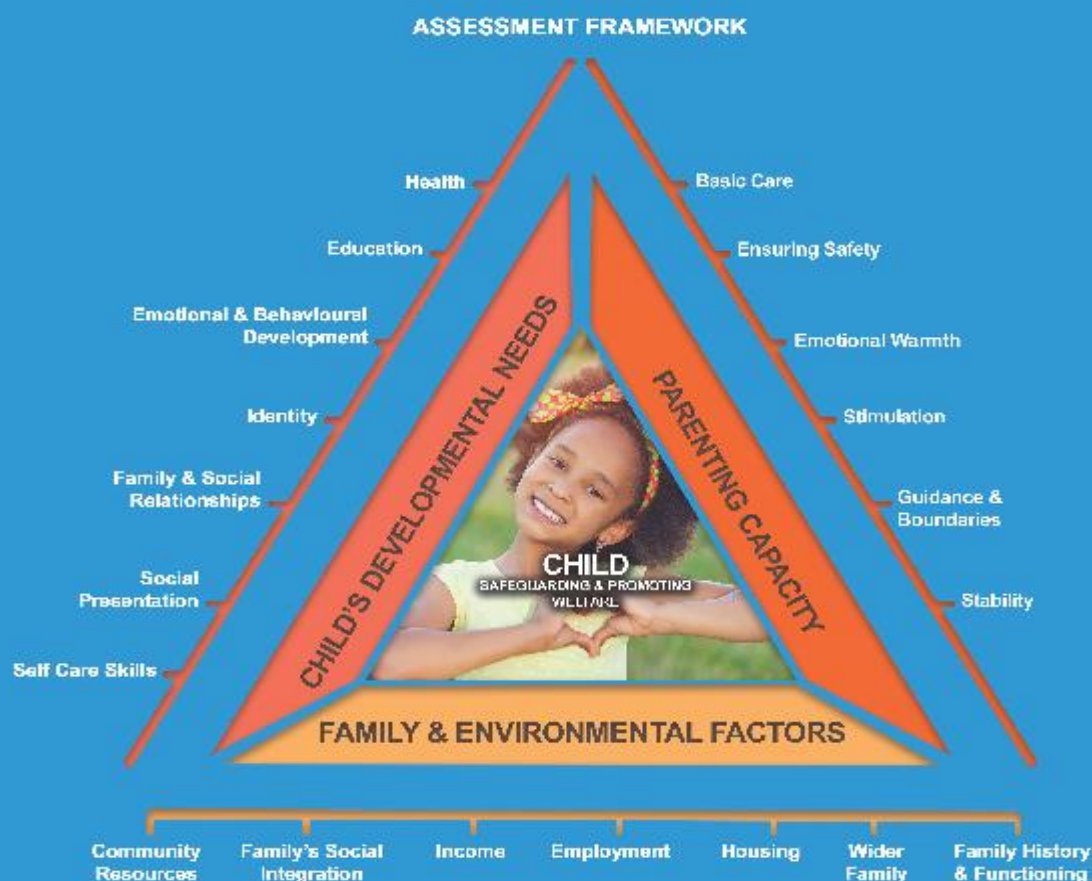 ASSESSMENT FRAMEWORK
Health
Education
Emotional & Behavioural
Development
Identity
Family & Social
Relationships
Social
Presentation
Self Care Skills
CHILD'S DEVELOPMENTAL NEEDS
Basic Care
Ensuring Safety
Emotional Warmth
Stimulation
Guidance &
Boundaries
Stability
PARENTING CAPACITY
CHILD
SAFEGUARDING & PROMOTING
WELFARE
FAMILY & ENVIRONMENTAL FACTORS
Community
Resources
Family's Social
Integration
Income
Employment
Housing
Wider
Family
Family History
& Functioning